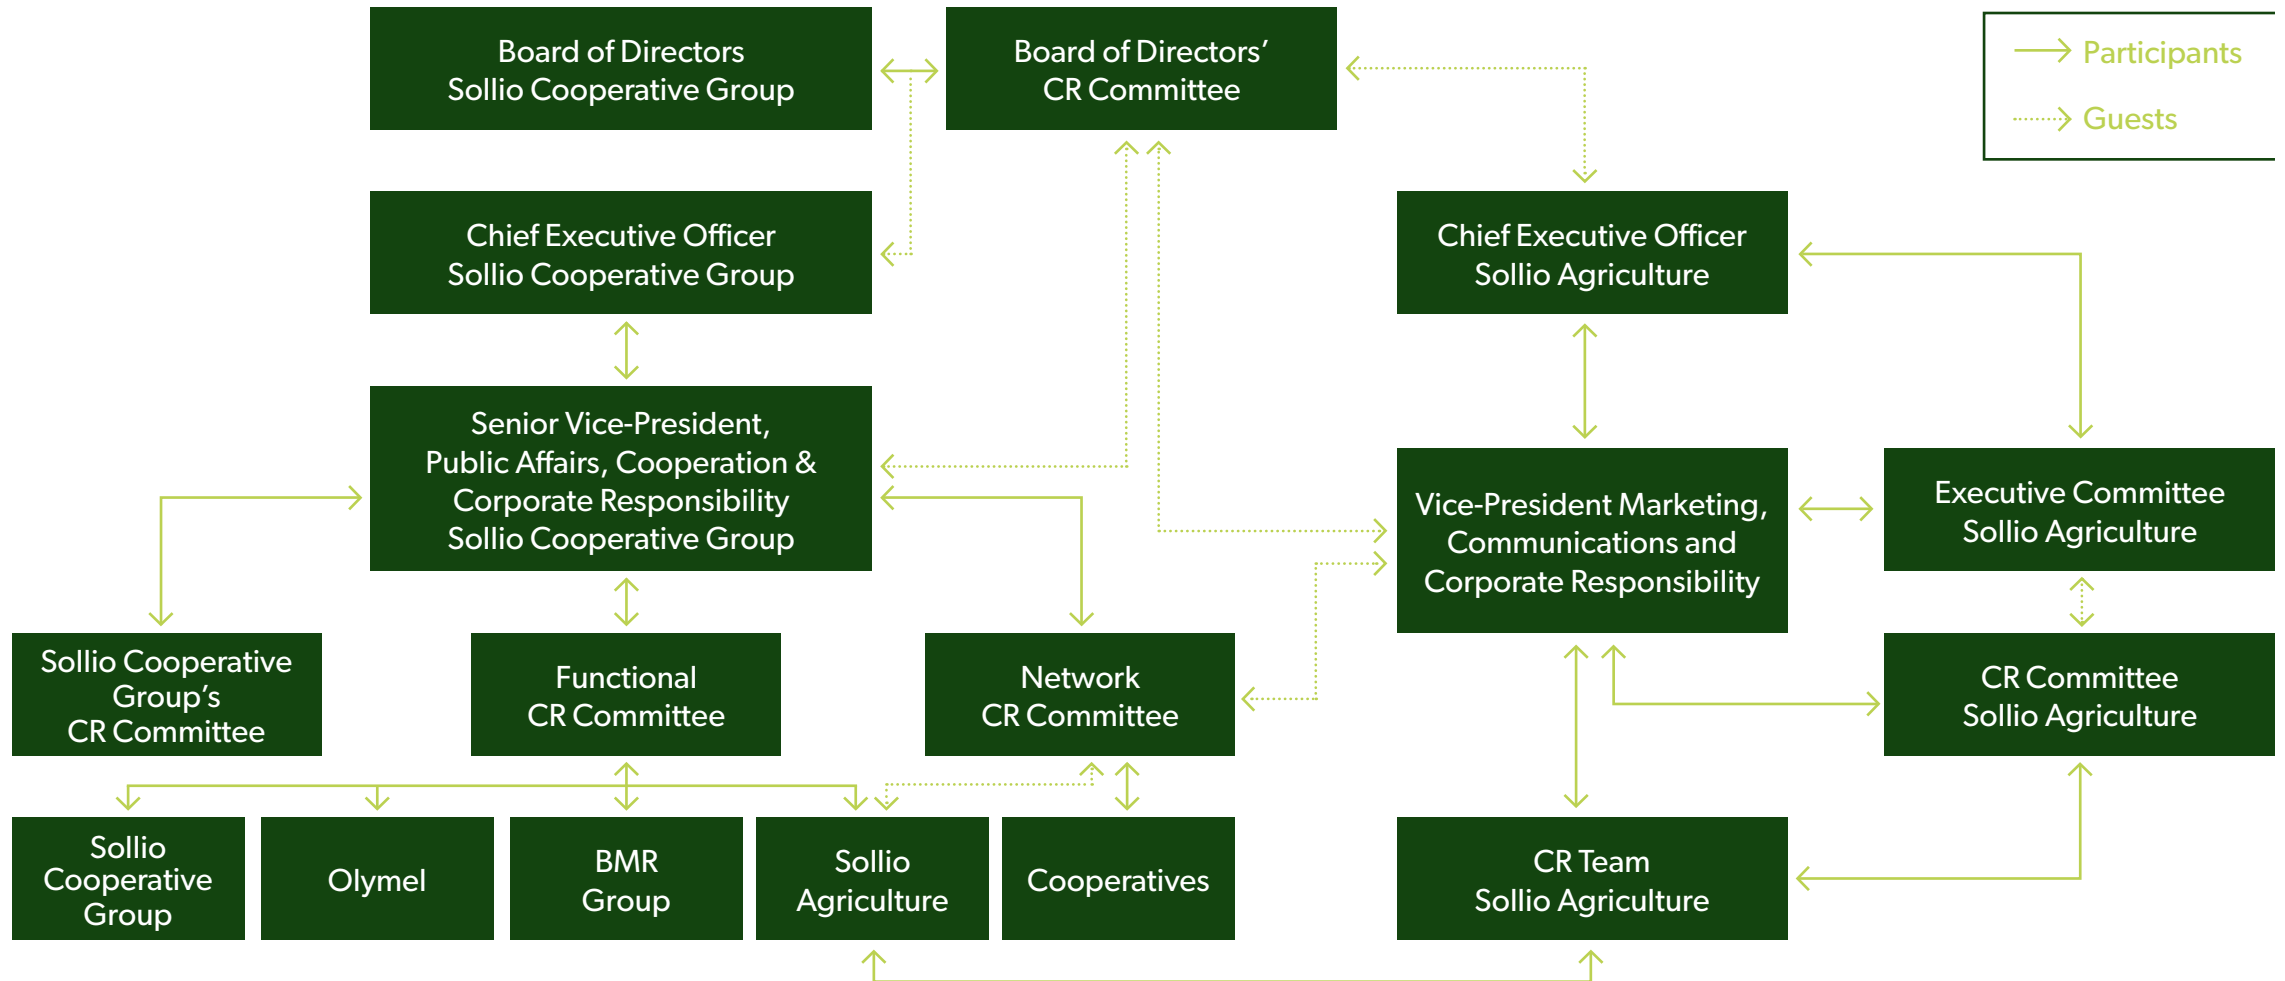 Board of Directors
Sollio Cooperative Group
Board of Directors’
CR Committee
Participants
Guests
Chief Executive Officer
Sollio Cooperative Group
Chief Executive Officer
Sollio Agriculture
Senior Vice-President,
Public Affairs, Cooperation &
Corporate Responsibility
Sollio Cooperative Group
Vice-President Marketing,
Communications and
Corporate Responsibility
Executive Committee
Sollio Agriculture
Sollio Cooperative
Group’s
CR Committee
Functional
CR Committee
Network
CR Committee
CR Committee
Sollio Agriculture
Sollio
Cooperative
Group
Olymel
BMR
Group
Sollio
Agriculture
Cooperatives
CR Team
Sollio Agriculture